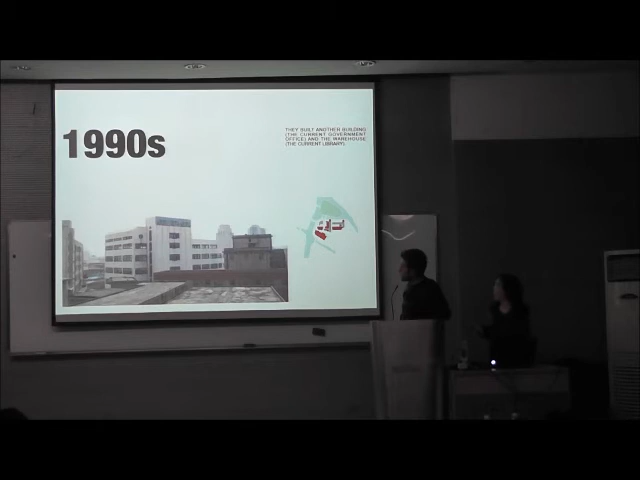 1990s
THEY BUILT ANOTHER BUILDING
(THE CURRENT GOVERNMENT
OFFICE) AND THE WAREHOUSE
(THE CURRENT LIBRARY).